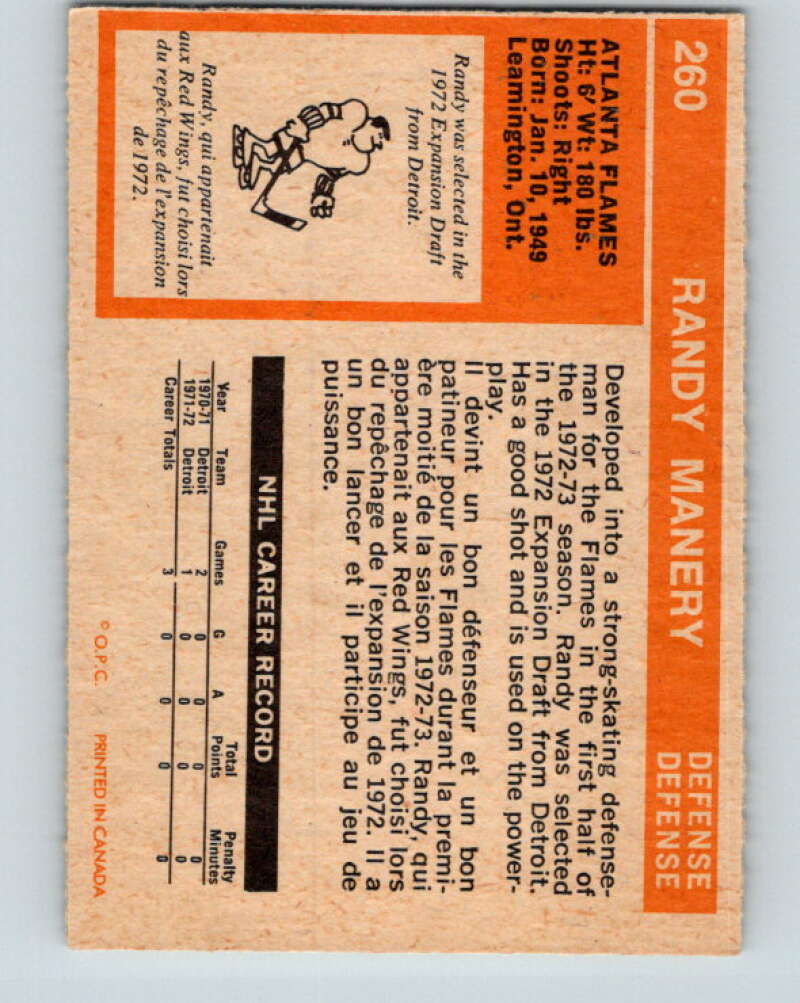 260 RANDY MANERY DEFENSE
DEFENSE
ATLANTA FLAMES
Ht: 6' Wt: 180 lbs.
Shoots: Right
Born: Jan. 10, 1949
Leamington, Ont.
Randy was selected in the
1972 Expansion Draft
from Detroit.
Randy, qui appartenait
aux Red Wings, fut choisi lors
du repêchage de l'expansion
de 1972.
Developed into a strong-skating defense-
man for the Flames in the first half of
the 1972-73 season. Randy was selected
in the 1972 Expansion Draft from Detroit.
Has a good shot and is used on the power-
play.
Il devint un bon défenseur et un bon
patineur pour les Flames durant la premi-
ère moitié de la saison 1972-73. Randy, qui
appartenait aux Red Wings, fut choisi lors
du repêchage de l'expansion de 1972. Il a
un bon lancer et il participe au jeu de
puissance.
NHL CAREER RECORD
Year Team Games G A Total Points Penalty Minutes
1970-71 Detroit 2 0 0 0 0
1971-72 Detroit 1 0 0 0 0
Career Totals 3 0 0 0 0
© O.P.C. PRINTED IN CANADA